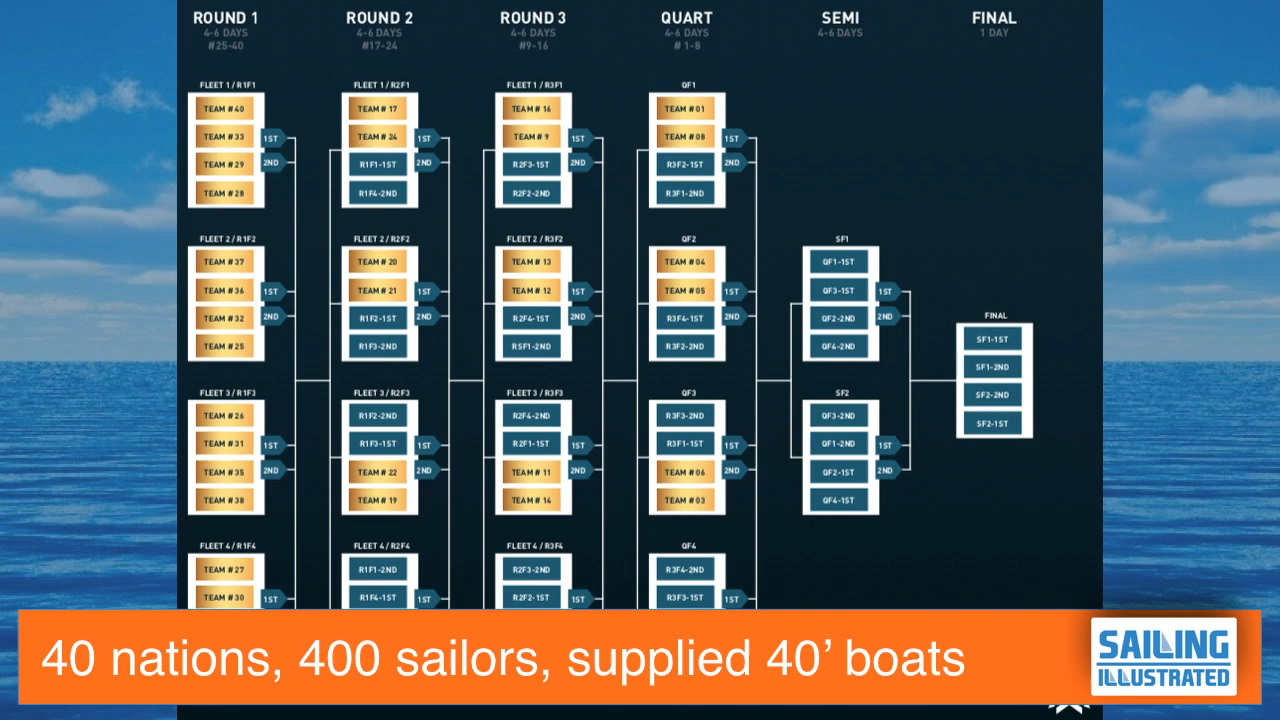 ROUND 1
4-6 DAYS
#25-40
ROUND 2
4-6 DAYS
#17-24
ROUND 3
4-6 DAYS
#9-16
QUART
4-6 DAYS
# 1-8
SEMI
4-6 DAYS
FINAL
1 DAY
FLEET 1 / R1F1
TEAM # 40
TEAM # 33
TEAM # 29
TEAM # 28
1ST
2ND
FLEET 2 / R1F2
TEAM # 37
TEAM # 36
TEAM # 32
TEAM # 25
1ST
2ND
FLEET 3 / R1F3
TEAM # 26
TEAM # 31
TEAM # 35
TEAM # 38
1ST
2ND
FLEET 4 / R1F4
TEAM # 27
TEAM # 30
1ST
FLEET 1 / R2F1
TEAM # 17
TEAM # 24
R1F1-1ST
R1F4-2ND
1ST
2ND
FLEET 2 / R2F2
TEAM # 20
TEAM # 21
R1F2-1ST
R1F3-2ND
1ST
2ND
FLEET 3 / R2F3
R1F2-2ND
R1F3-1ST
TEAM # 22
TEAM # 19
1ST
2ND
FLEET 4 / R2F4
R1F1-2ND
R1F4-1ST
1ST
FLEET 1 / R3F1
TEAM # 16
TEAM # 9
R2F3-1ST
R2F2-2ND
1ST
2ND
FLEET 2 / R3F2
TEAM # 13
TEAM # 12
R2F4-1ST
RSF1-2ND
1ST
2ND
FLEET 3 / R3F3
R2F4-2ND
R2F1-1ST
TEAM # 11
TEAM # 14
1ST
2ND
FLEET 4 / R3F4
R2F3-2ND
R2F2-1ST
1ST
QF1
TEAM # 01
TEAM # 08
R3F2-1ST
R3F1-2ND
1ST
2ND
QF2
TEAM # 04
TEAM # 05
R3F4-1ST
R3F2-2ND
1ST
2ND
QF3
R3F3-2ND
R3F1-1ST
TEAM # 06
TEAM # 03
1ST
2ND
QF4
R3F4-2ND
R3F3-1ST
1ST
SF1
QF1-1ST
QF3-1ST
QF2-2ND
QF4-2ND
1ST
2ND
SF2
QF3-2ND
QF1-2ND
QF2-1ST
QF4-1ST
1ST
2ND
FINAL
SF1-1ST
SF1-2ND
SF2-2ND
SF2-1ST
40 nations, 400 sailors, supplied 40’ boats
SAILING
ILLUSTRATED